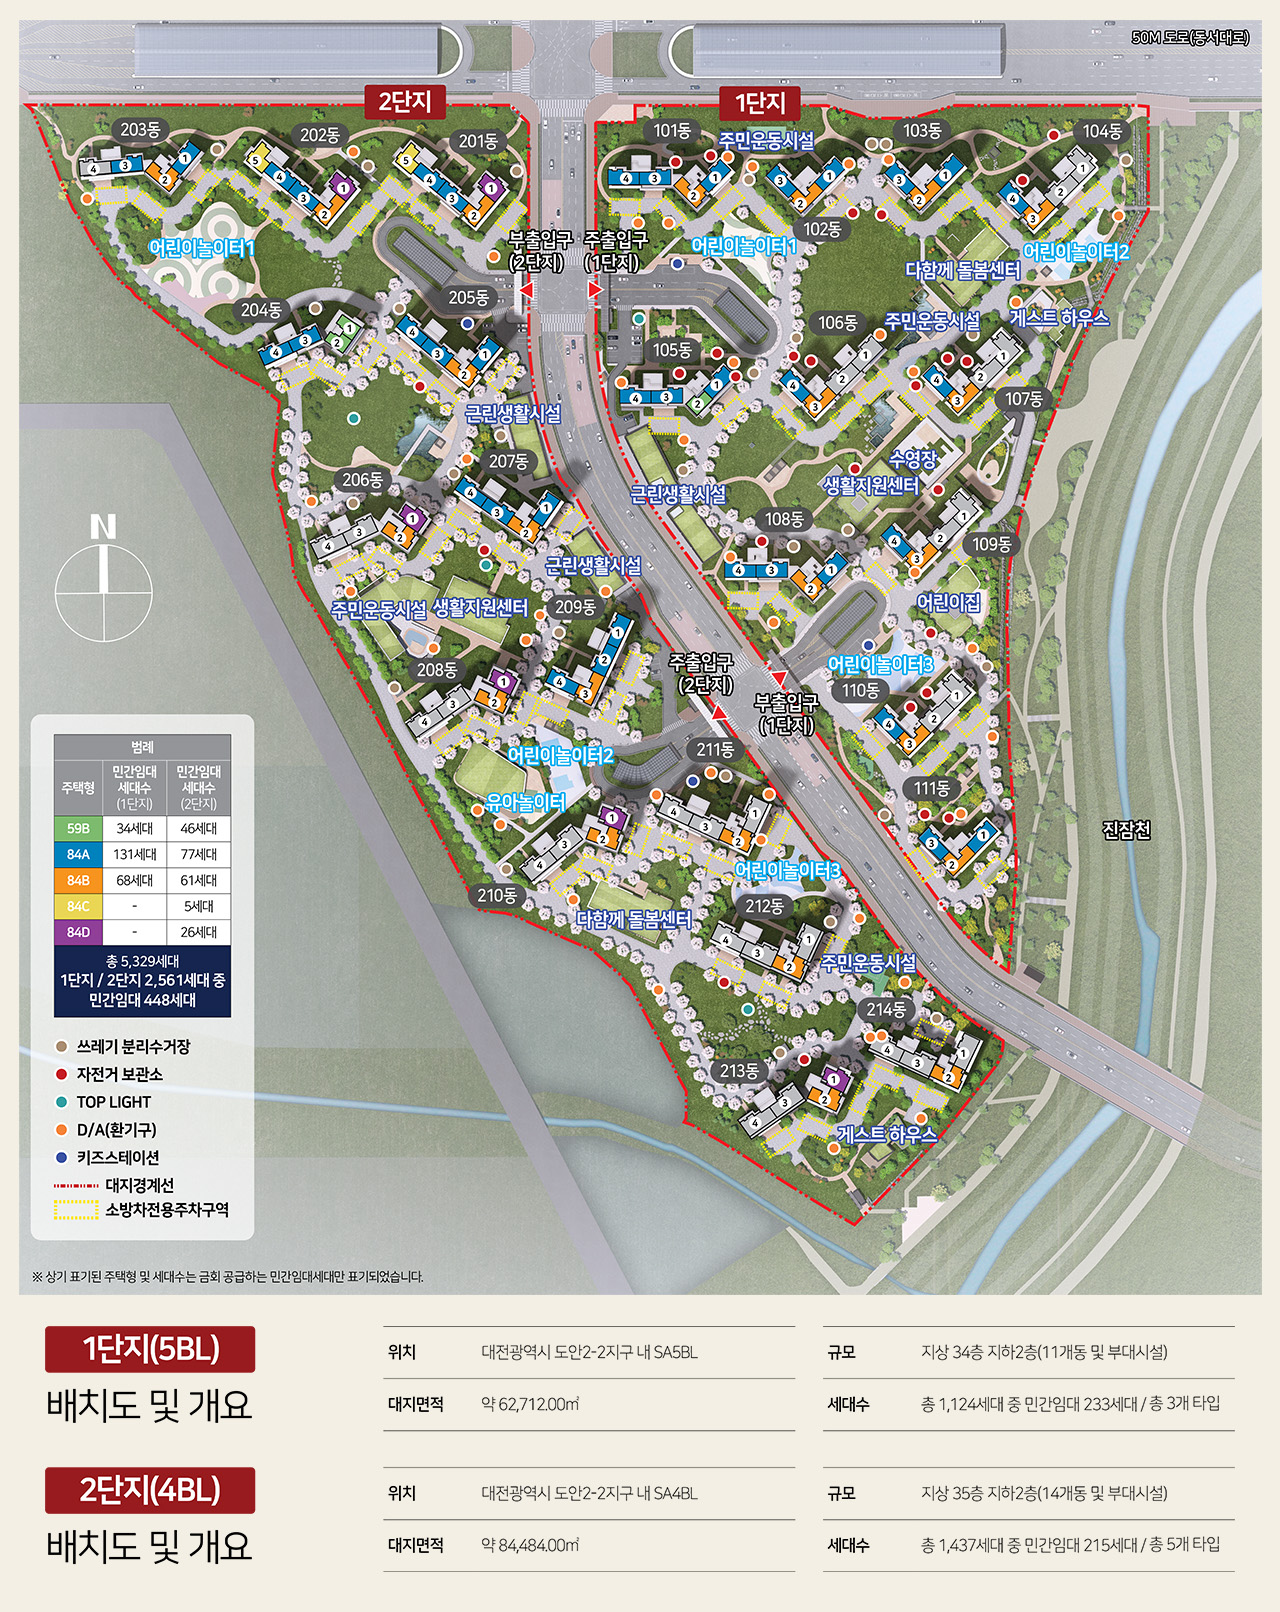 50M 도로(동서대로)
2단지
1단지
203동
202동
201동
101동
주민운동시설
103동
104동
102동
어린이놀이터1
부출입구
(2단지)
주출입구
(1단지)
어린이놀이터1
다함께 돌봄센터
어린이놀이터2
204동
205동
106동
주민운동시설
게스트 하우스
105동
107동
근린생활시설
207동
206동
수영장
생활지원센터
근린생활시설
108동
109동
N
근린생활시설
주민운동시설
생활지원센터
209동
어린이집
208동
주출입구
(2단지)
어린이놀이터3
110동
부출입구
(1단지)
211동
어린이놀이터2
유아놀이터
111동
진잠천
어린이놀이터3
210동
다함께 돌봄센터
212동
주민운동시설
214동
213동
게스트 하우스
범례
주택형
민간임대
세대수
(1단지)
민간임대
세대수
(2단지)
59B 34세대 46세대
84A 131세대 77세대
84B 68세대 61세대
84C - 5세대
84D - 26세대
총 5,329세대
1단지 / 2단지 2,561세대 중
민간임대 448세대
쓰레기 분리수거장
자전거 보관소
TOP LIGHT
D/A(환기구)
키즈스테이션
대지경계선
소방차전용주차구역
※ 상기 표기된 주택형 및 세대수는 금회 공급하는 민간임대세대만 표기되었습니다.
1단지(5BL)
배치도 및 개요
위치 대전광역시 도안2-2지구 내 SA5BL
규모 지상 34층 지하2층(11개동 및 부대시설)
대지면적 약 62,712.00㎡
세대수 총 1,124세대 중 민간임대 233세대 / 총 3개 타입
2단지(4BL)
배치도 및 개요
위치 대전광역시 도안2-2지구 내 SA4BL
규모 지상 35층 지하2층(14개동 및 부대시설)
대지면적 약 84,484.00㎡
세대수 총 1,437세대 중 민간임대 215세대 / 총 5개 타입